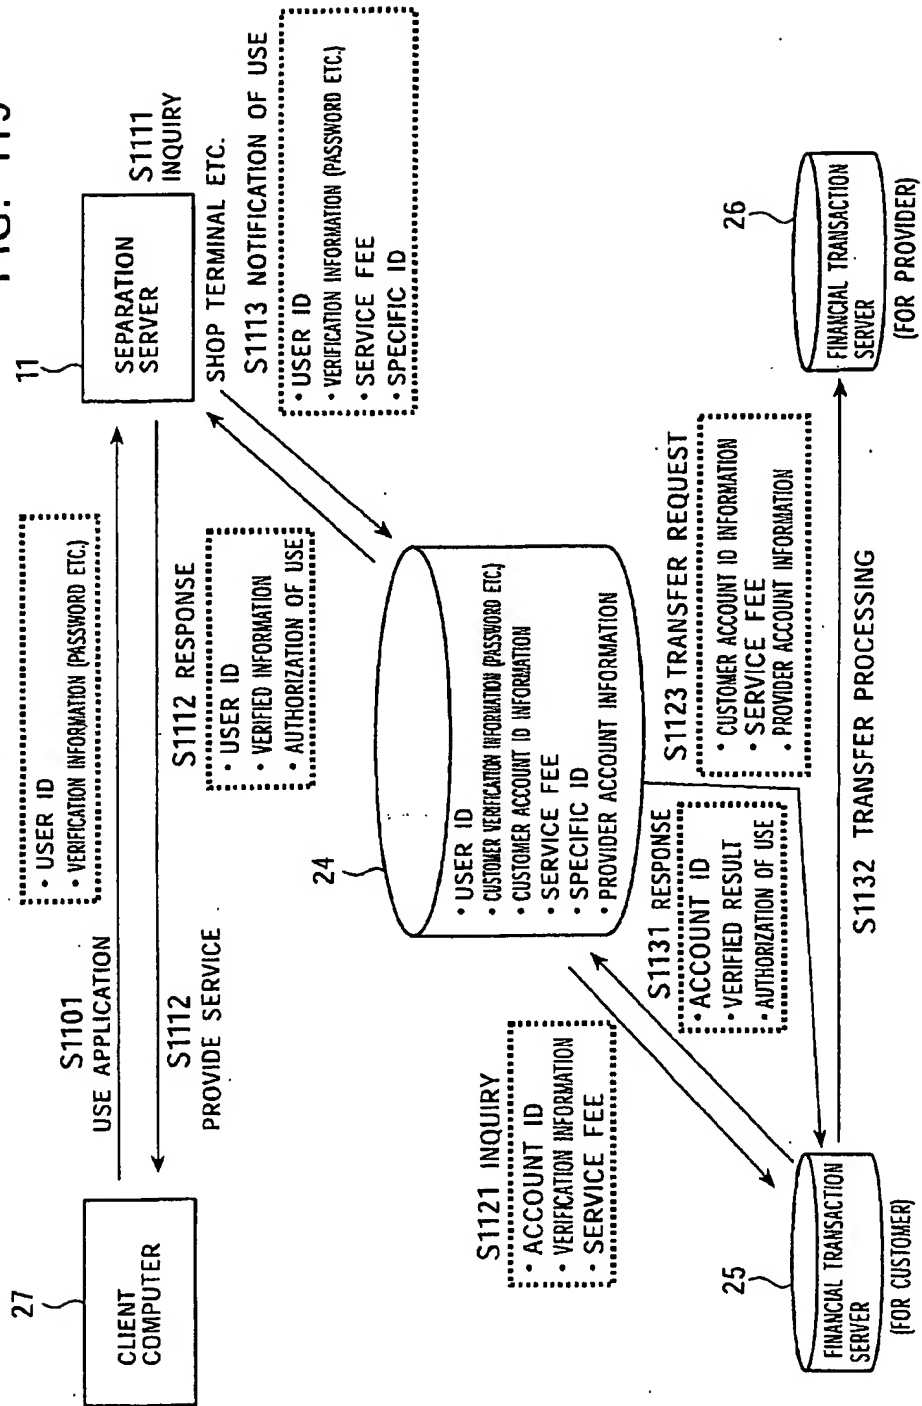 FIG.
27
CLIENT
COMPUTER
S1101
USE APPLICATION
• USER ID
• VERIFICATION INFORMATION (PASSWORD ETC.)
S1112
PROVIDE SERVICE
11
SEPARATION
SERVER
S1111
INQUIRY
SHOP TERMINAL ETC.
S1112 RESPONSE
• USER ID
• VERIFIED INFORMATION
• AUTHORIZATION OF USE
S1113 NOTIFICATION OF USE
• USER ID
• VERIFICATION INFORMATION (PASSWORD ETC.)
• SERVICE FEE
• SPECIFIC ID
24
• USER ID
• CUSTOMER VERIFICATION INFORMATION (PASSWORD ETC.)
• CUSTOMER ACCOUNT ID INFORMATION
• SERVICE FEE
• SPECIFIC ID
• PROVIDER ACCOUNT INFORMATION
S1121 INQUIRY
• ACCOUNT ID
• VERIFICATION INFORMATION
• SERVICE FEE
S1131 RESPONSE
• ACCOUNT ID
• VERIFIED RESULT
• AUTHORIZATION OF USE
S1123 TRANSFER REQUEST
• CUSTOMER ACCOUNT ID INFORMATION
• SERVICE FEE
• PROVIDER ACCOUNT INFORMATION
25
FINANCIAL TRANSACTION
SERVER
(FOR CUSTOMER)
S1132 TRANSFER PROCESSING
26
FINANCIAL TRANSACTION
SERVER
(FOR PROVIDER)